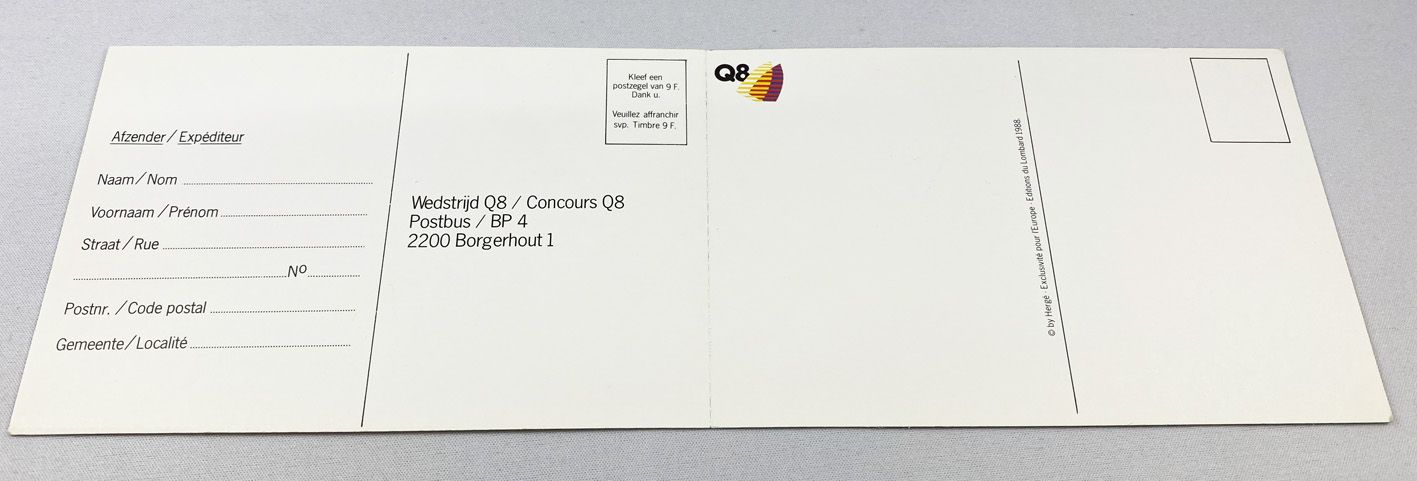 Afzender / Expéditeur
Naam / Nom
Voornaam / Prénom
Straat / Rue
No
Postnr. / Code postal
Gemeente / Localité
Kleef een
postzegel van 9 F.
Dank u.
Veuillez affranchir
svp. Timbre 9 F.
Wedstrijd Q8 / Concours Q8
Postbus / BP 4
2200 Borgerhout 1
Q8
© by Hergé - Exclusivité pour l'Europe - Editions du Lombard 1988